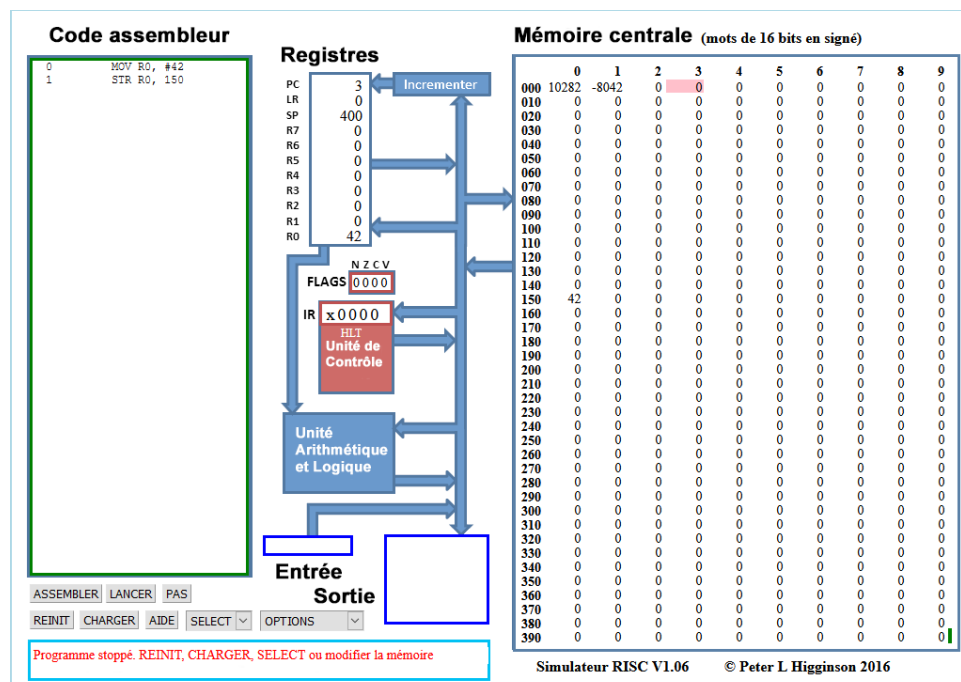 Code assembleur
0 MOV R0, #42
1 STR R0, 150
ASSEMBLER LANCER PAS
REINIT CHARGER AIDE SELECT OPTIONS
Programme stoppé. REINIT, CHARGER, SELECT ou modifier la mémoire
Registres
PC 3
LR 0
SP 400
R7 0
R6 0
R5 0
R4 0
R3 0
R2 0
R1 0
R0 42
Incrementer
N Z C V
FLAGS 0000
IR x0000
HLT
Unité de
Contrôle
Unité
Arithmétique
et Logique
Entrée
Sortie
Mémoire centrale (mots de 16 bits en signé)
0 1 2 3 4 5 6 7 8 9
000 10282 -8042 0 0 0 0 0 0 0 0
010 0 0 0 0 0 0 0 0 0 0
020 0 0 0 0 0 0 0 0 0 0
030 0 0 0 0 0 0 0 0 0 0
040 0 0 0 0 0 0 0 0 0 0
050 0 0 0 0 0 0 0 0 0 0
060 0 0 0 0 0 0 0 0 0 0
070 0 0 0 0 0 0 0 0 0 0
080 0 0 0 0 0 0 0 0 0 0
090 0 0 0 0 0 0 0 0 0 0
100 0 0 0 0 0 0 0 0 0 0
110 0 0 0 0 0 0 0 0 0 0
120 0 0 0 0 0 0 0 0 0 0
130 0 0 0 0 0 0 0 0 0 0
140 0 0 0 0 0 0 0 0 0 0
150 42 0 0 0 0 0 0 0 0 0
160 0 0 0 0 0 0 0 0 0 0
170 0 0 0 0 0 0 0 0 0 0
180 0 0 0 0 0 0 0 0 0 0
190 0 0 0 0 0 0 0 0 0 0
200 0 0 0 0 0 0 0 0 0 0
210 0 0 0 0 0 0 0 0 0 0
220 0 0 0 0 0 0 0 0 0 0
230 0 0 0 0 0 0 0 0 0 0
240 0 0 0 0 0 0 0 0 0 0
250 0 0 0 0 0 0 0 0 0 0
260 0 0 0 0 0 0 0 0 0 0
270 0 0 0 0 0 0 0 0 0 0
280 0 0 0 0 0 0 0 0 0 0
290 0 0 0 0 0 0 0 0 0 0
300 0 0 0 0 0 0 0 0 0 0
310 0 0 0 0 0 0 0 0 0 0
320 0 0 0 0 0 0 0 0 0 0
330 0 0 0 0 0 0 0 0 0 0
340 0 0 0 0 0 0 0 0 0 0
350 0 0 0 0 0 0 0 0 0 0
360 0 0 0 0 0 0 0 0 0 0
370 0 0 0 0 0 0 0 0 0 0
380 0 0 0 0 0 0 0 0 0 0
390 0 0 0 0 0 0 0 0 0 0
Simulateur RISC V1.06 © Peter L Higginson 2016